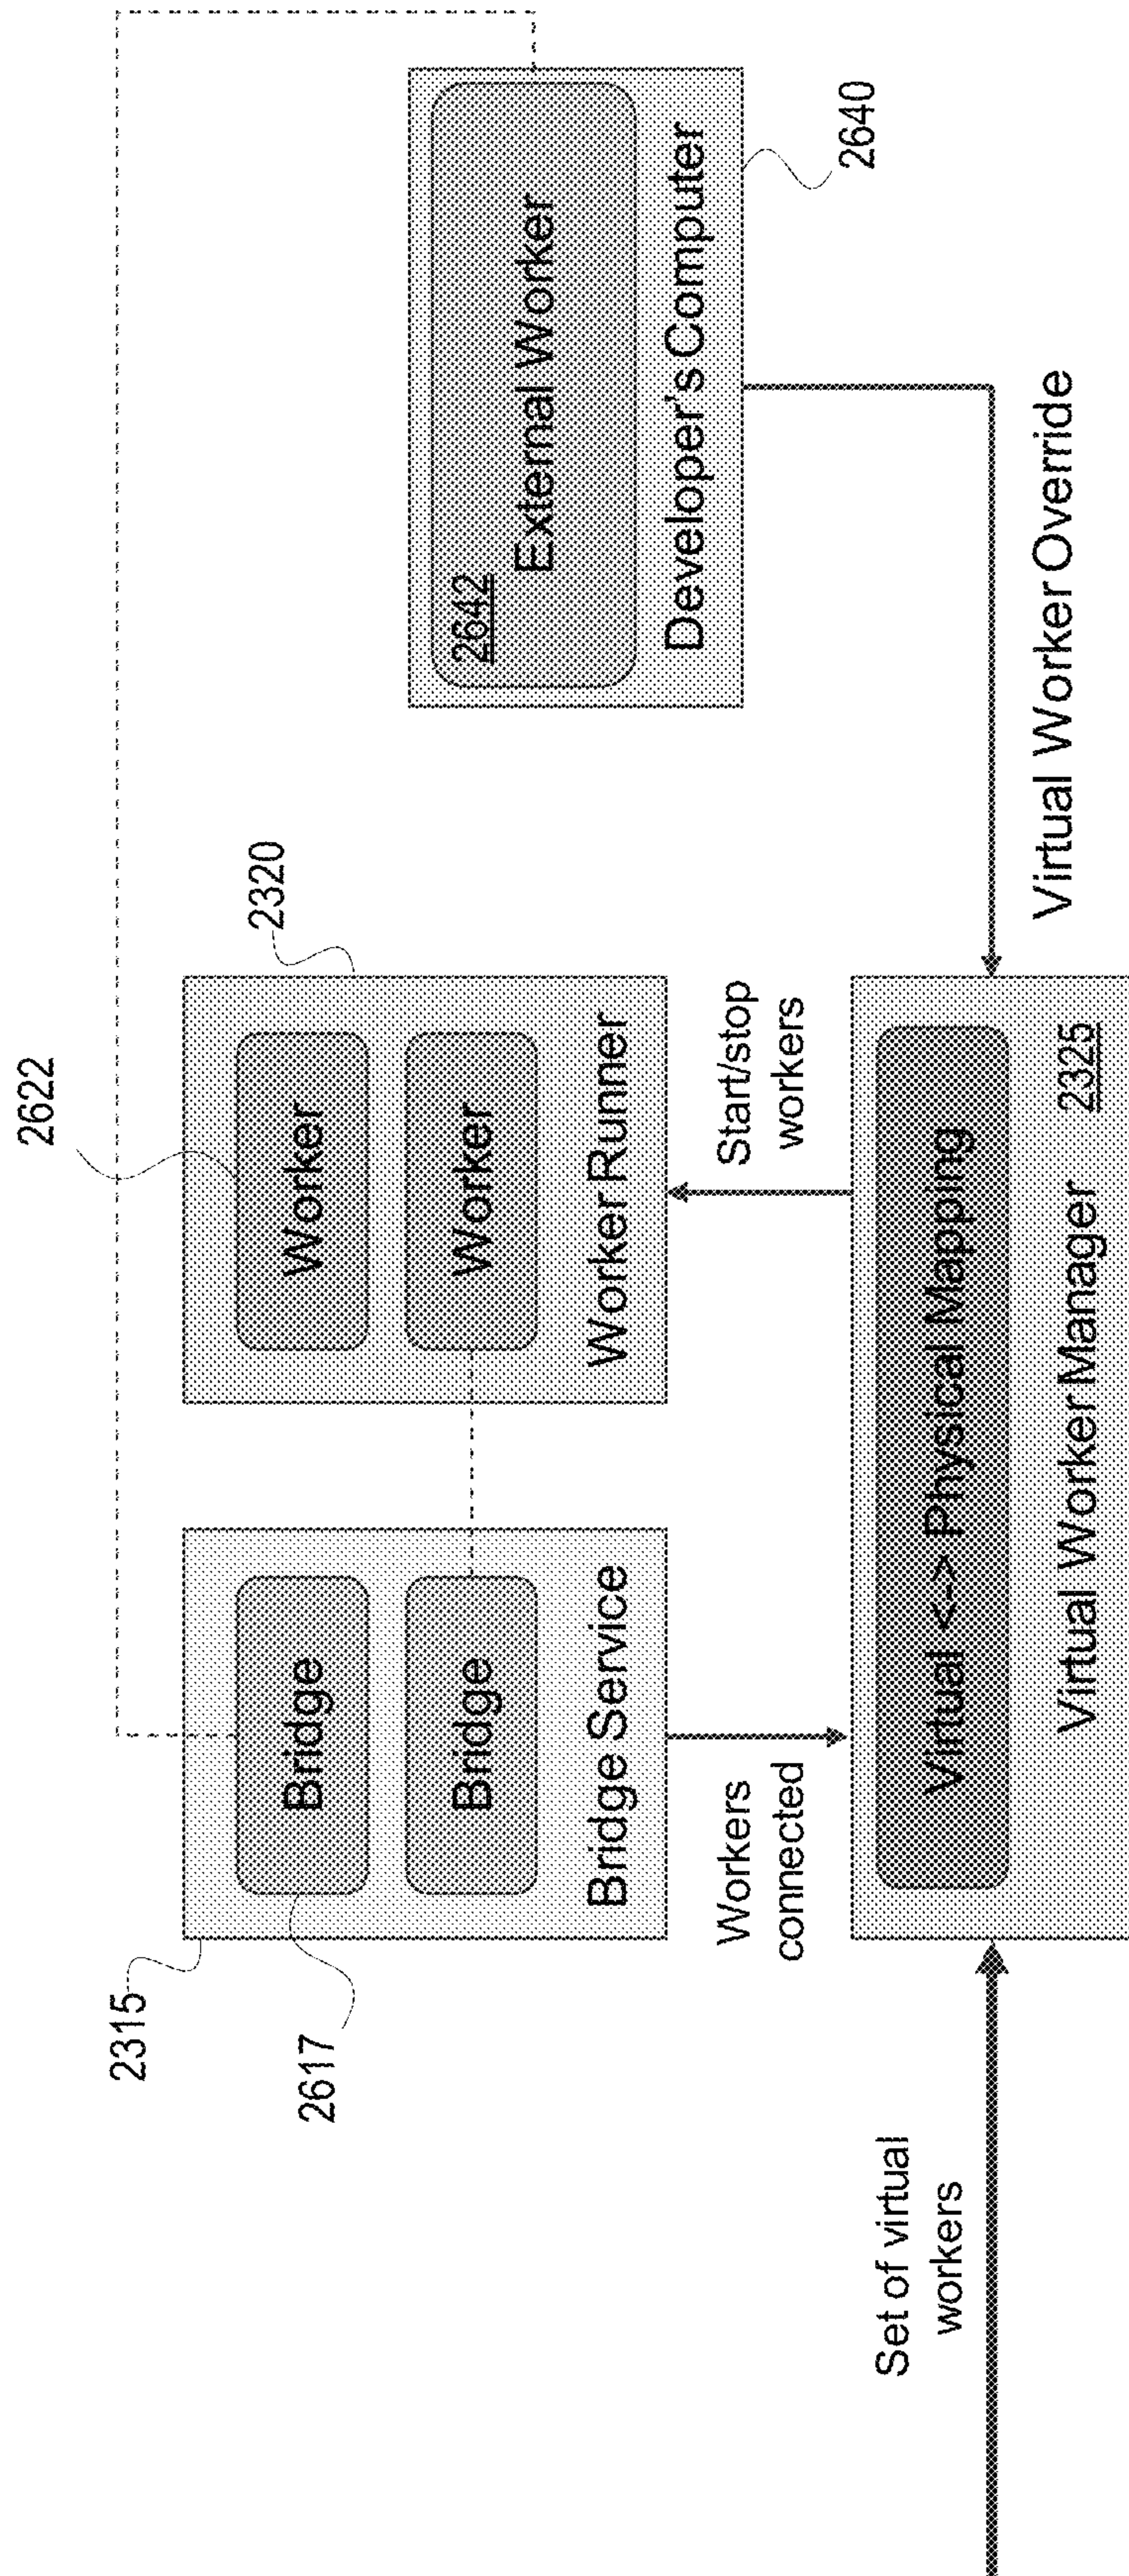 2622
2315
2617
Bridge
Bridge
Bridge Service
2320
Worker
Worker
Worker Runner
2642
External Worker
Developer's Computer
2640
Workers
connected
Start/stop
workers
Set of virtual
workers
Virtual <-> Physical Mapping
Virtual Worker Manager 2325
Virtual Worker Override